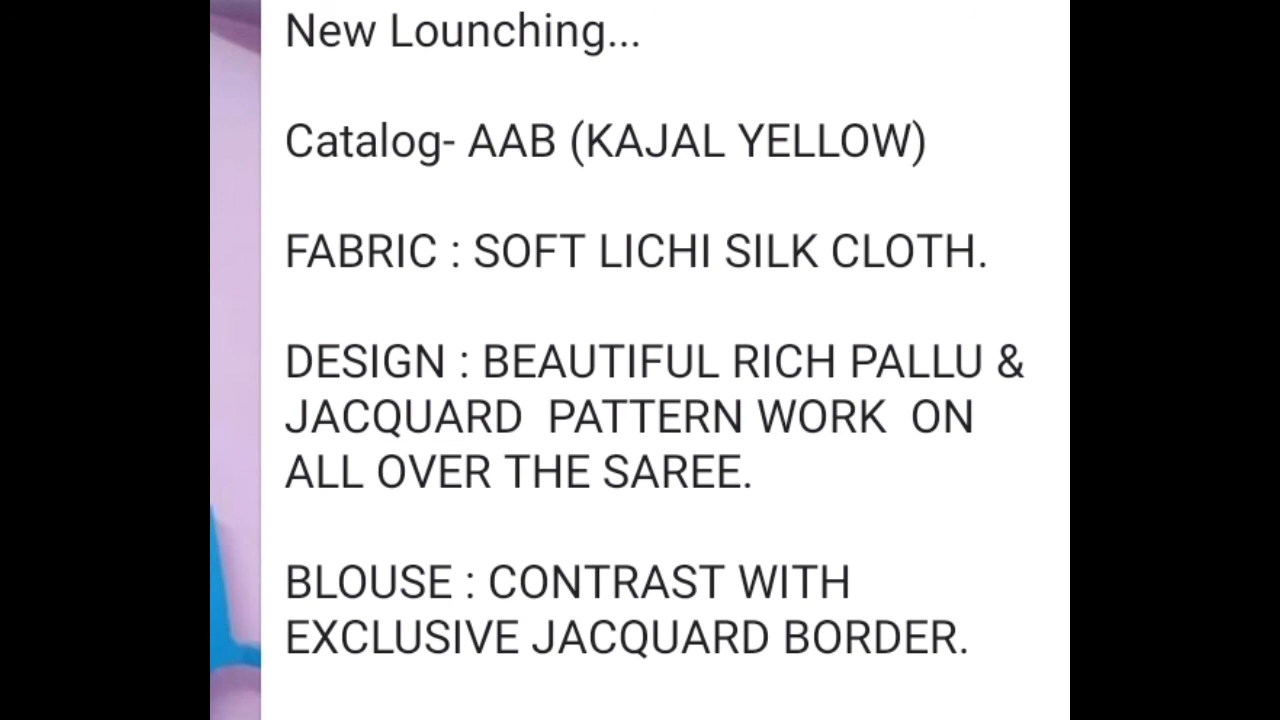 New Lounching...
Catalog- AAB (KAJAL YELLOW)
FABRIC : SOFT LICHI SILK CLOTH.
DESIGN : BEAUTIFUL RICH PALLU &
JACQUARD  PATTERN WORK  ON
ALL OVER THE SAREE.
BLOUSE : CONTRAST WITH
EXCLUSIVE JACQUARD BORDER.